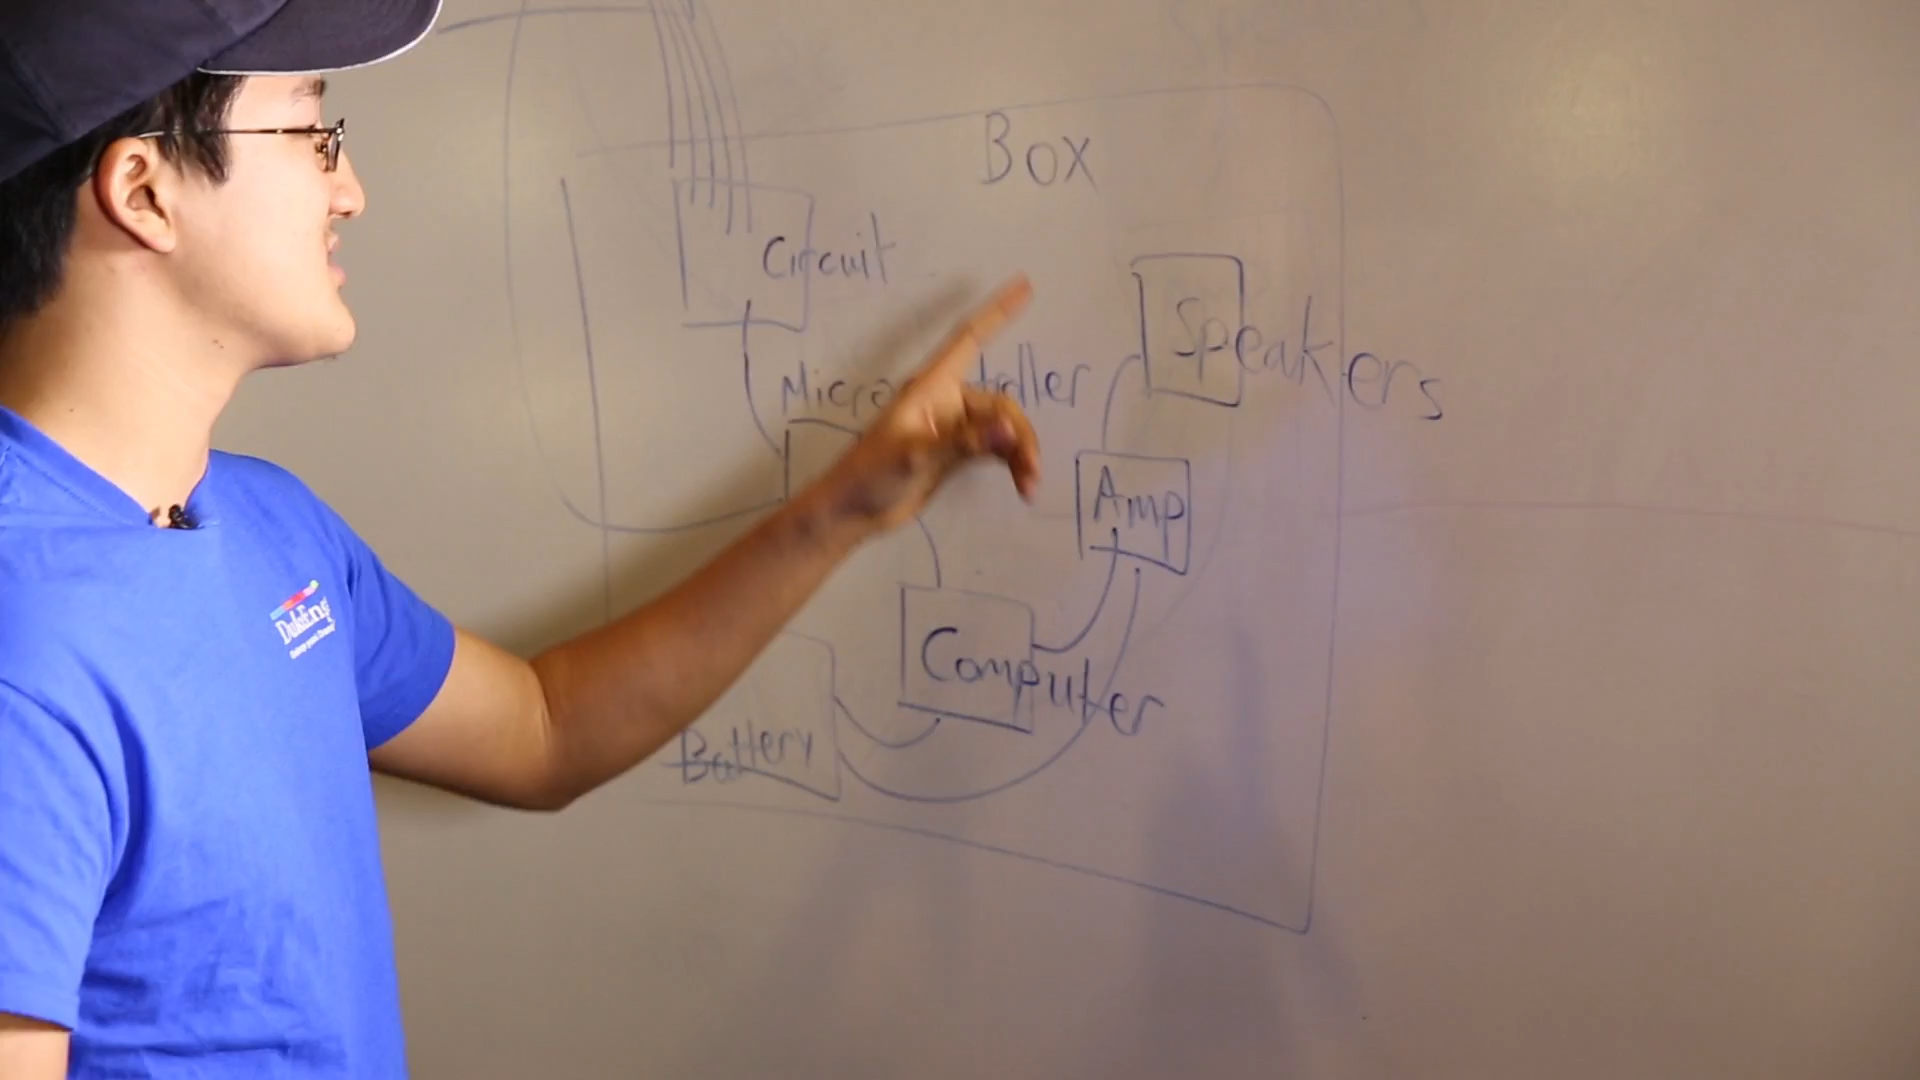 Box
Circuit
Speakers
Amp
Computer
Battery